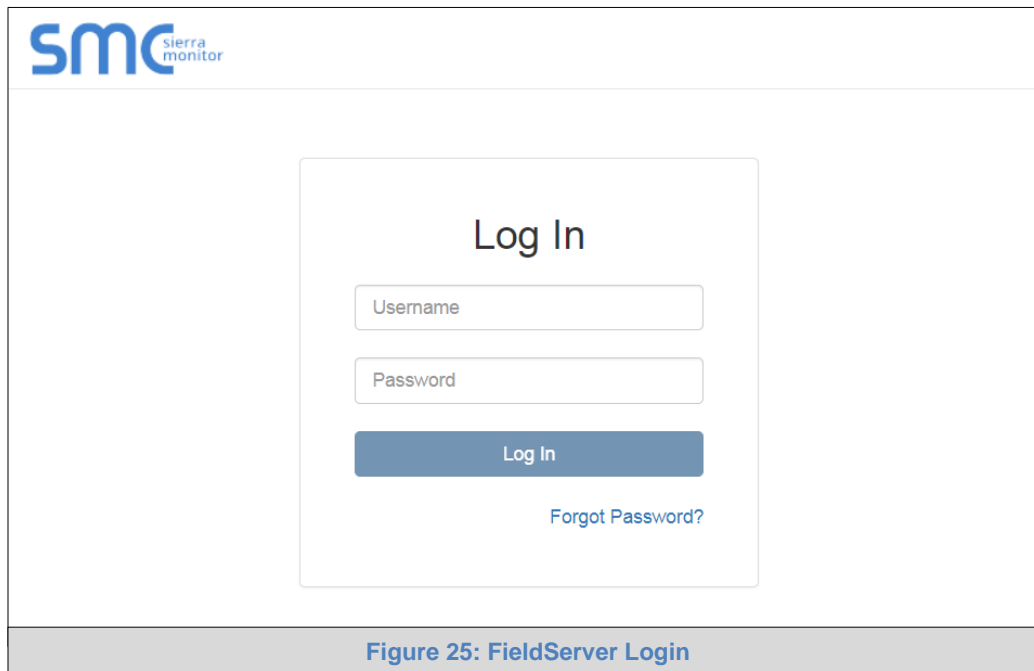 SMC sierra
monitor
Log In
Username
Password
Log In
Forgot Password?
Figure 25: FieldServer Login